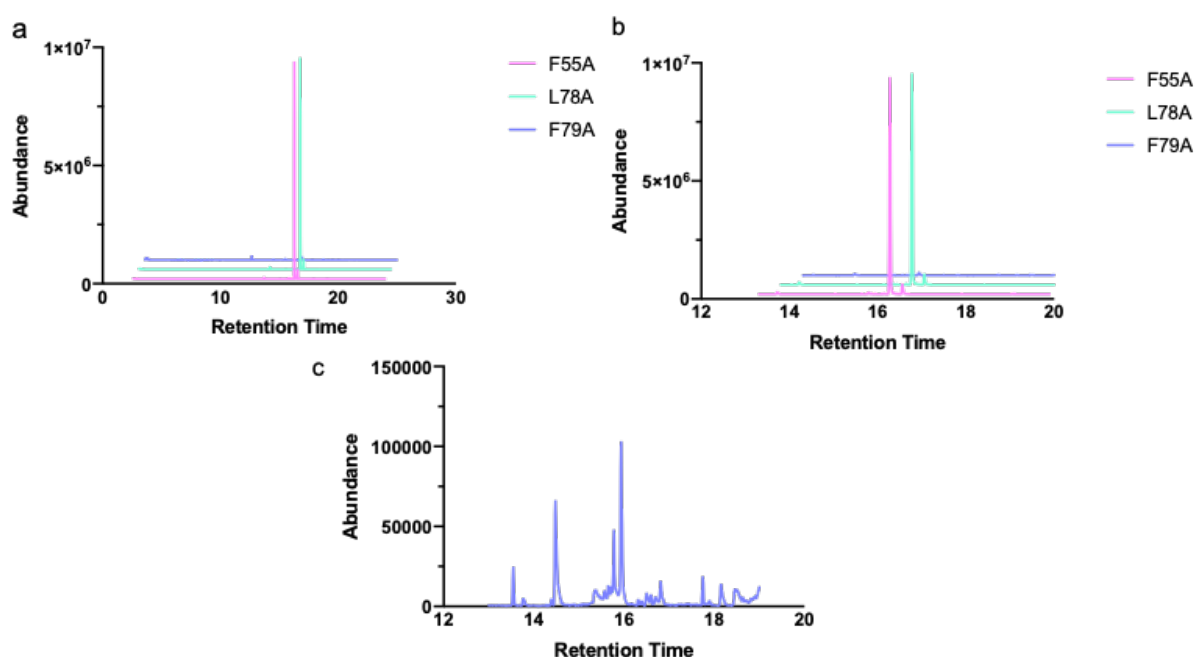 a
1×10⁷
5×10⁶
0
Abundance
0 10 20 30
Retention Time
F55A
L78A
F79A
b
1×10⁷
5×10⁶
0
Abundance
12 14 16 18 20
Retention Time
F55A
L78A
F79A
c
150000
100000
50000
0
Abundance
12 14 16 18 20
Retention Time